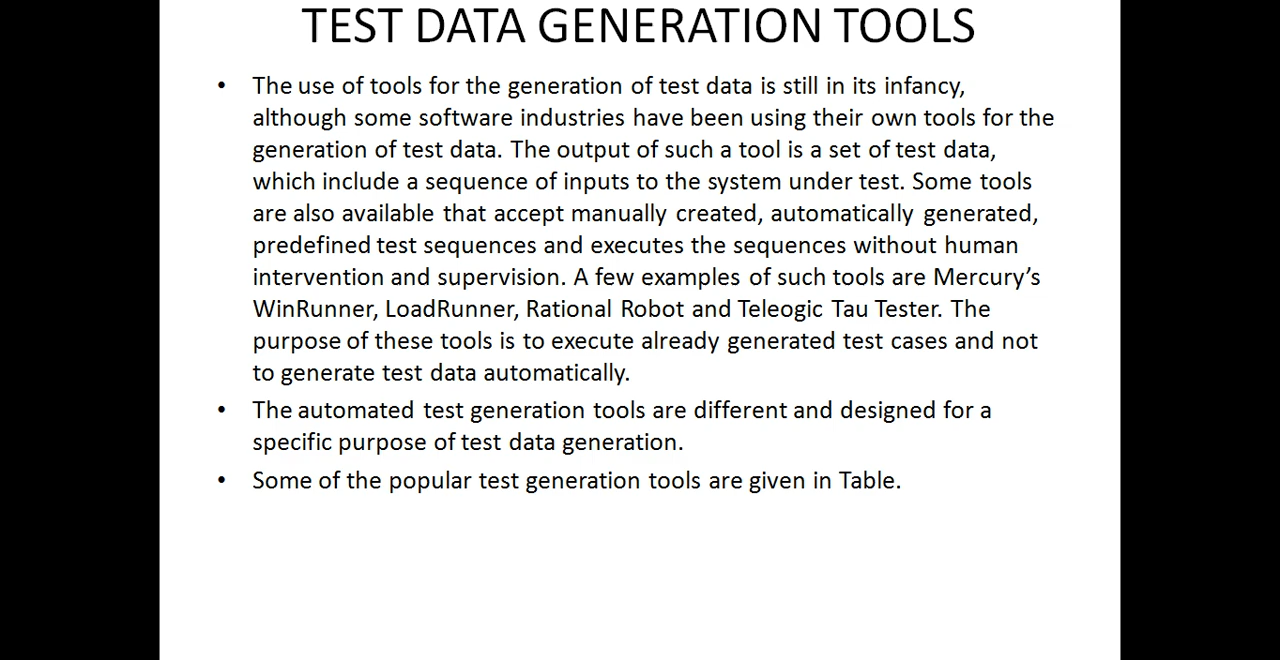 TEST DATA GENERATION TOOLS
• The use of tools for the generation of test data is still in its infancy,
although some software industries have been using their own tools for the
generation of test data. The output of such a tool is a set of test data,
which include a sequence of inputs to the system under test. Some tools
are also available that accept manually created, automatically generated,
predefined test sequences and executes the sequences without human
intervention and supervision. A few examples of such tools are Mercury’s
WinRunner, LoadRunner, Rational Robot and Teleogic Tau Tester. The
purpose of these tools is to execute already generated test cases and not
to generate test data automatically.
• The automated test generation tools are different and designed for a
specific purpose of test data generation.
• Some of the popular test generation tools are given in Table.